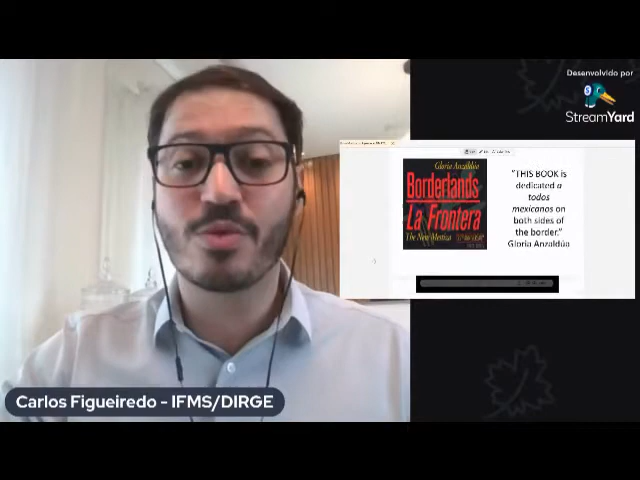 Desenvolvido por
StreamYard
Gloria Anzaldúa
Borderlands
La Frontera
The New Mestiza
"THIS BOOK is
dedicated a
todos
mexicanos on
both sides of
the border."
Gloria Anzaldúa
Carlos Figueiredo - IFMS/DIRGE